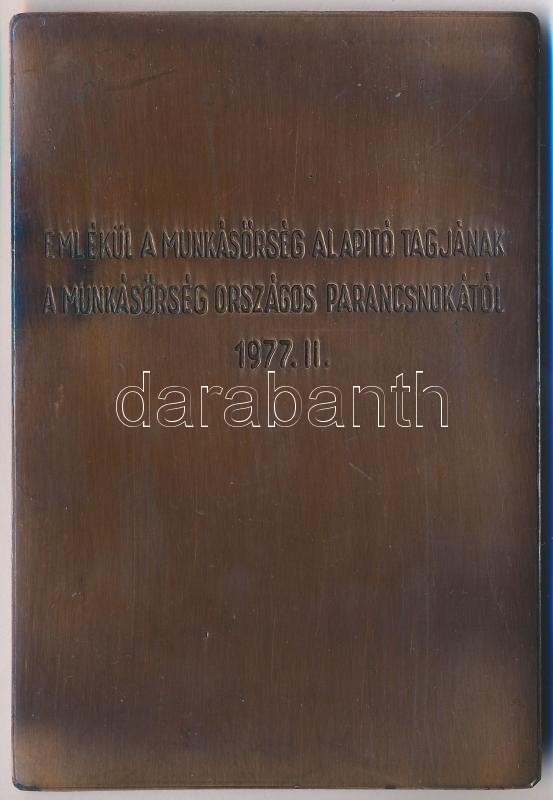 EMLÉKÜL A MUNKÁSŐRSÉG ALAPITÓ TAGJÁNAK
A MUNKÁSŐRSÉG ORSZÁGOS PARANCSNOKÁTÓL
1977. II.
darabanth